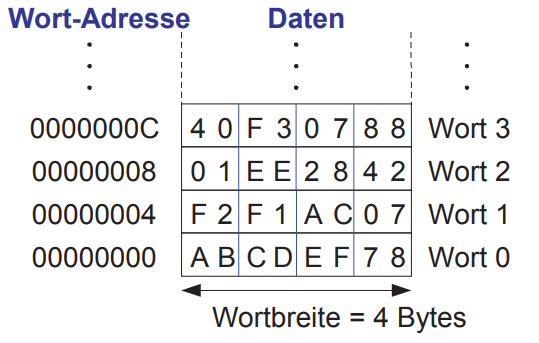 Wort-Adresse Daten
0000000C 4 0 F 3 0 7 8 8 Wort 3
00000008 0 1 E E 2 8 4 2 Wort 2
00000004 F 2 F 1 A C 0 7 Wort 1
00000000 A B C D E F 7 8 Wort 0
Wortbreite = 4 Bytes